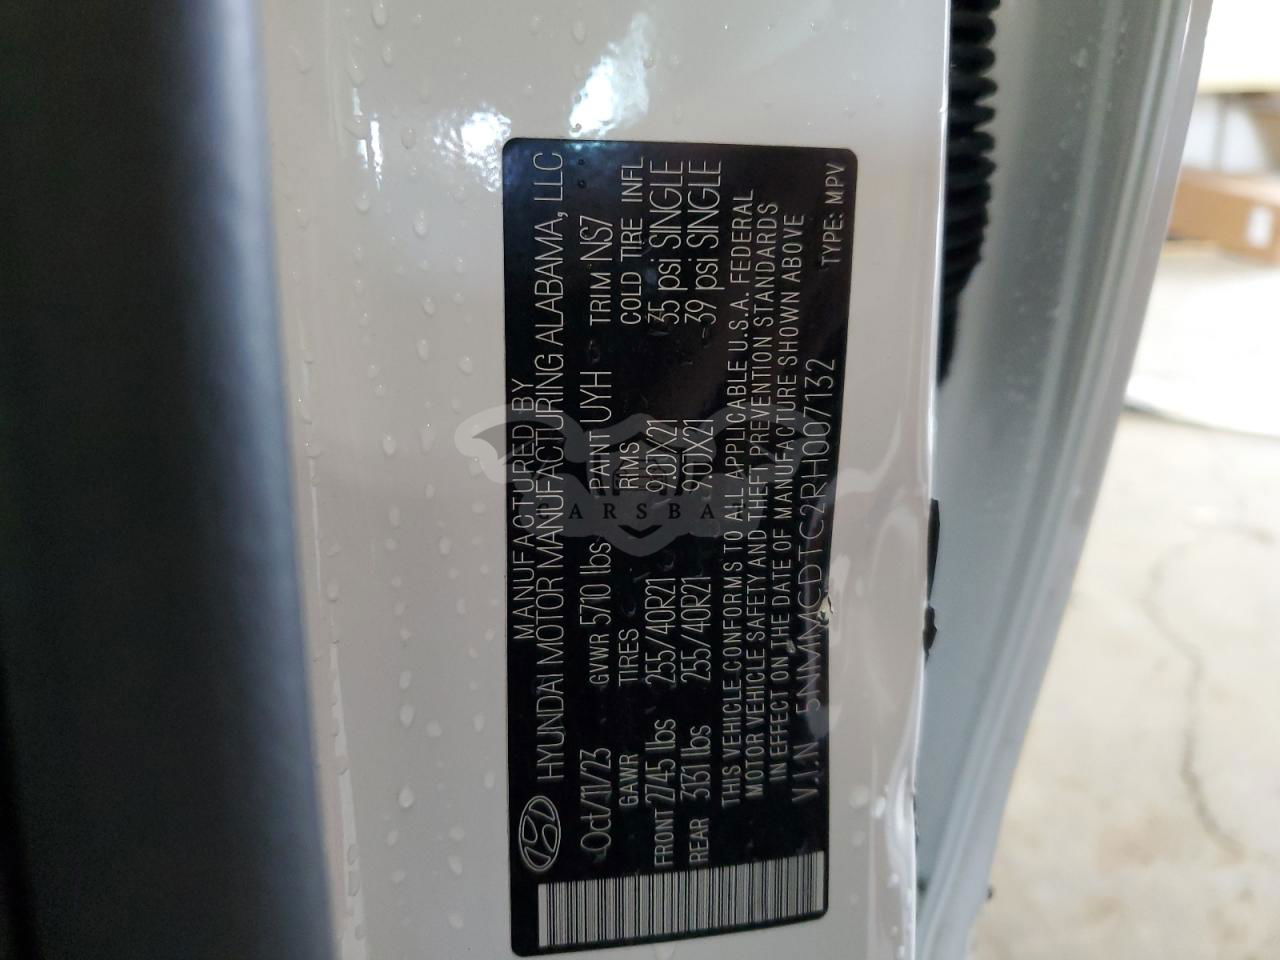 MANUFACTURED BY
HYUNDAI MOTOR MANUFACTURING ALABAMA, LLC
Oct/11/23 GVWR 5710 lbs PAINT UYH TRIM NS7
GAWR TIRES RIMS COLD TIRE INFL
FRONT 2745 lbs 255/40R21 9.0JX21 35 psi SINGLE
REAR 3131 lbs 255/40R21 9.0JX21 39 psi SINGLE
THIS VEHICLE CONFORMS TO ALL APPLICABLE U.S.A. FEDERAL
MOTOR VEHICLE SAFETY AND THEFT PREVENTION STANDARDS
IN EFFECT ON THE DATE OF MANUFACTURE SHOWN ABOVE
V.I.N 5NMMCDTC2RH007132 TYPE: MPV